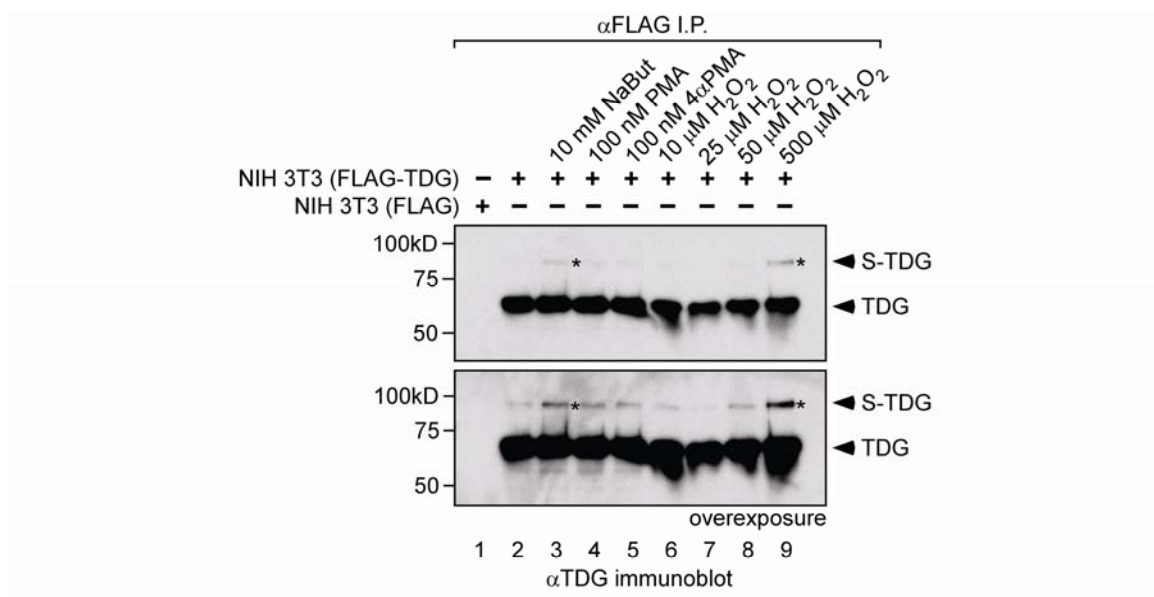 αFLAG I.P.
10 mM NaBut
100 nM PMA
100 nM 4αPMA
10 μM H₂O₂
25 μM H₂O₂
50 μM H₂O₂
500 μM H₂O₂
NIH 3T3 (FLAG-TDG) − + + + + + + + +
NIH 3T3 (FLAG) + − − − − − − − −
100kD
75
50
* *
S-TDG
TDG
100kD
75
50
* *
S-TDG
TDG
overexposure
1 2 3 4 5 6 7 8 9
αTDG immunoblot